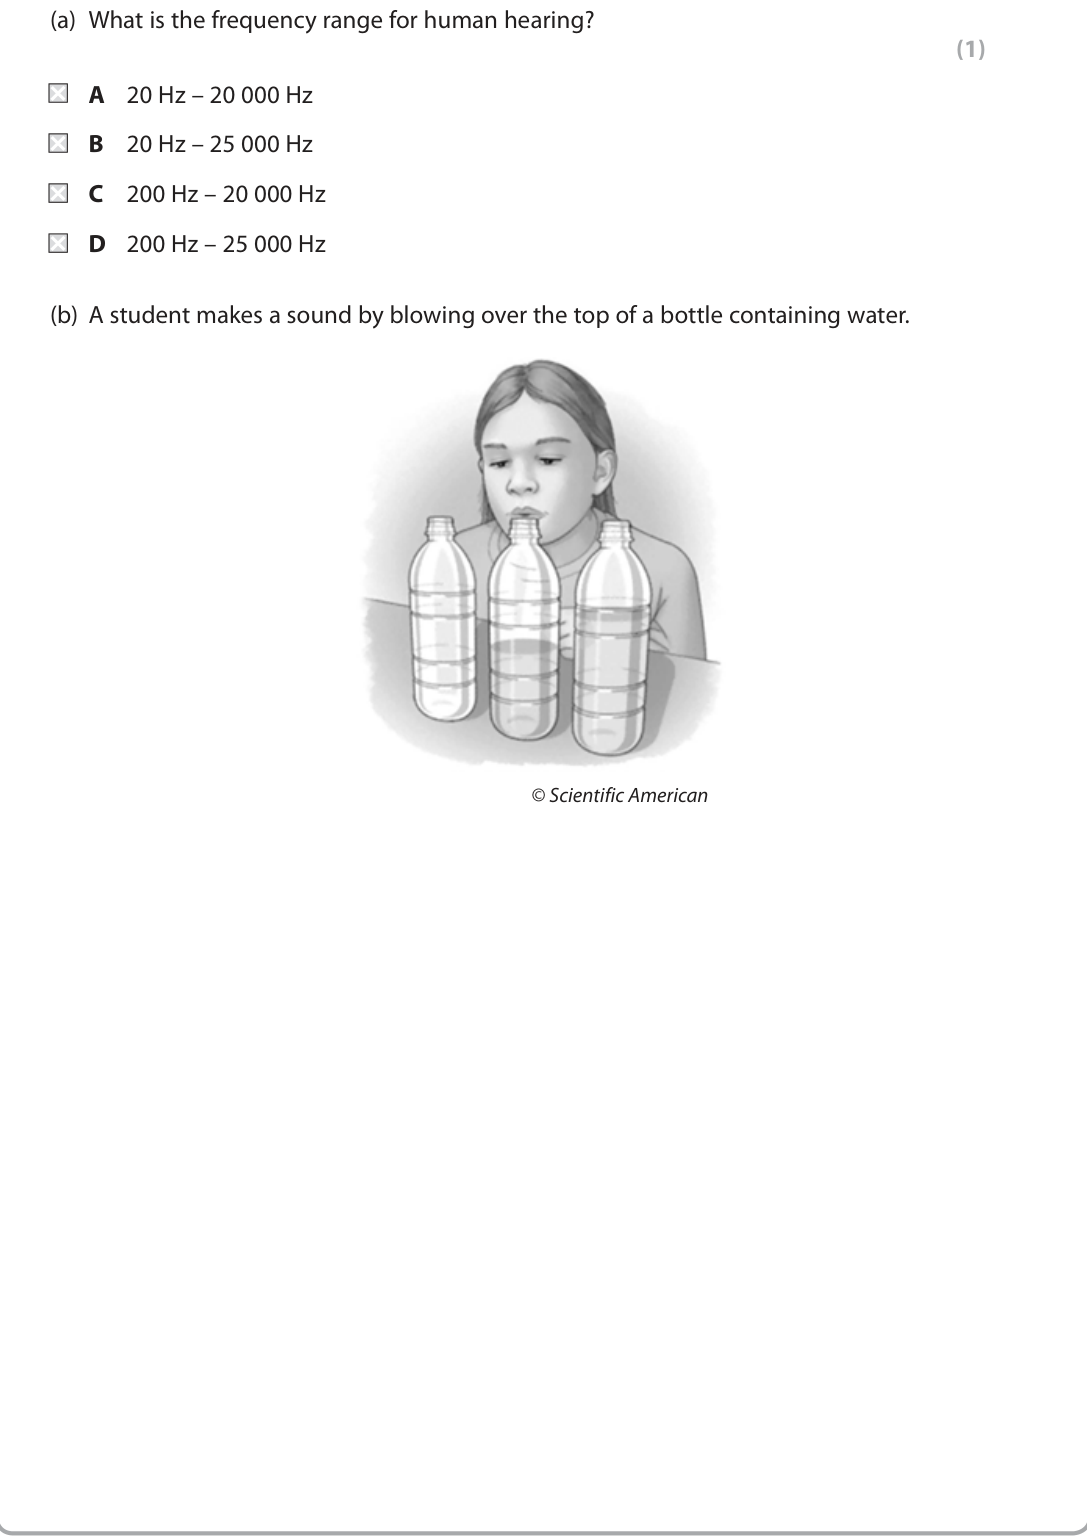 (a) What is the frequency range for human hearing?
(1)
A 20 Hz – 20 000 Hz
B 20 Hz – 25 000 Hz
C 200 Hz – 20 000 Hz
D 200 Hz – 25 000 Hz
(b) A student makes a sound by blowing over the top of a bottle containing water.
© Scientific American